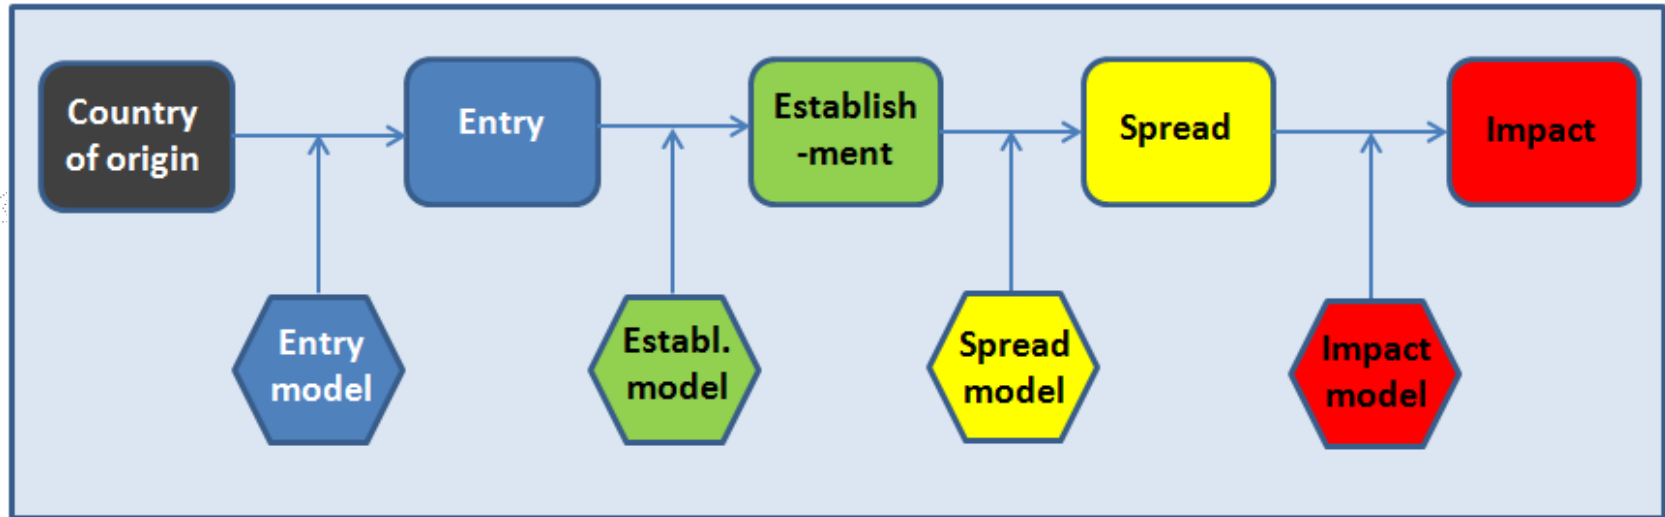 Country
of origin
Entry
Establish
-ment
Spread
Impact
Entry
model
Establ.
model
Spread
model
Impact
model